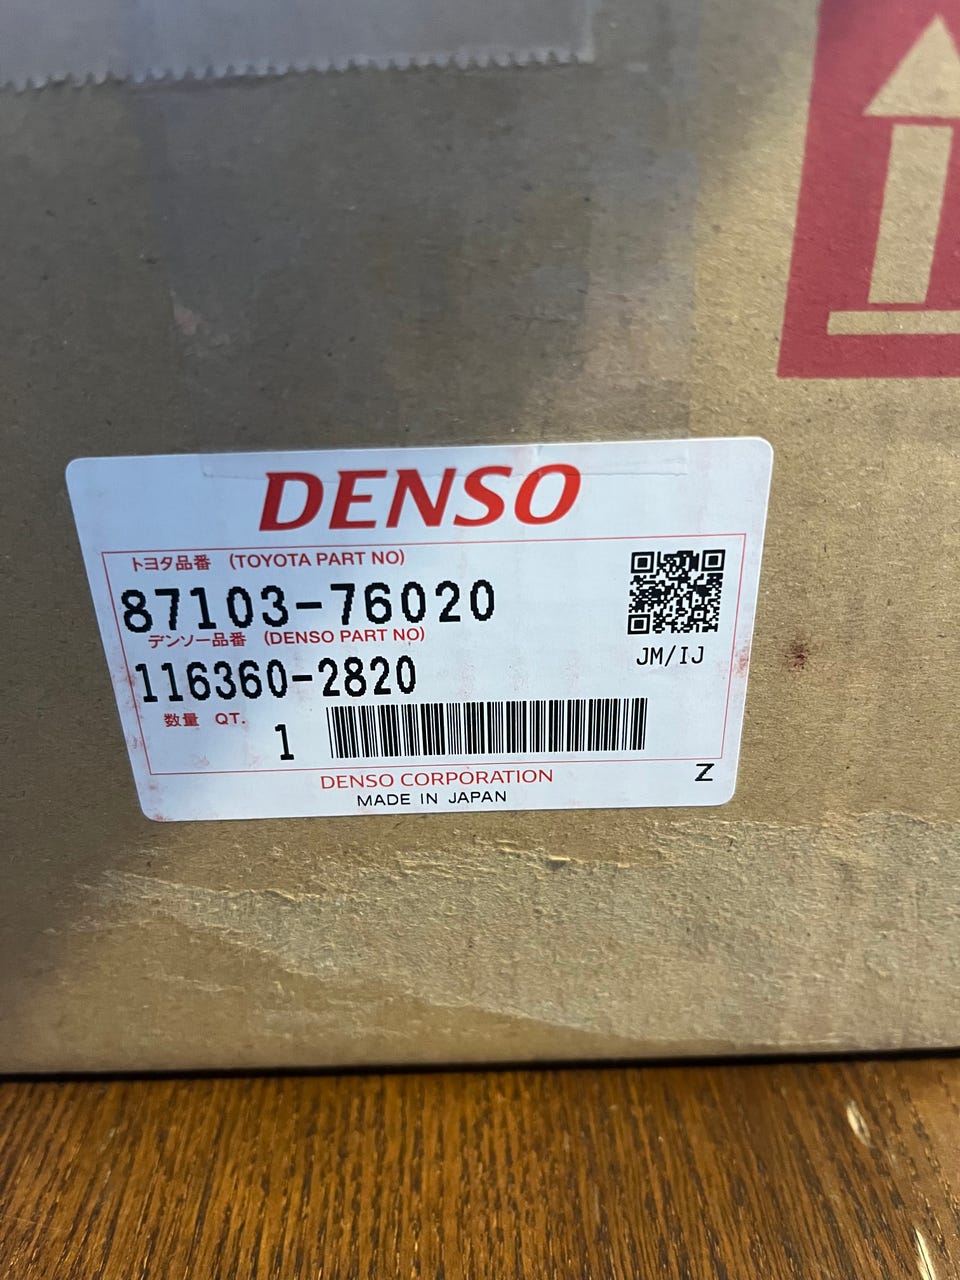 DENSO
トヨタ品番 (TOYOTA PART NO)
87103-76020
デンソー品番 (DENSO PART NO)
116360-2820
JM/IJ
数量 QT.
1
DENSO CORPORATION
Z
MADE IN JAPAN